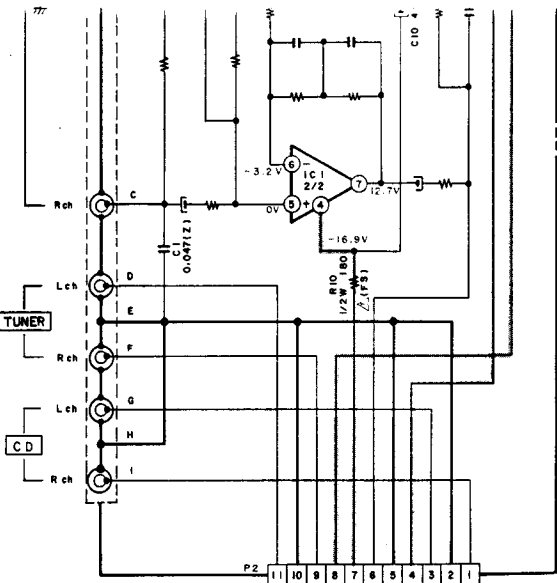 C10 4
-3.2V
6 -
IC1
2/2
7
12.7V
Rch
C
0V
5 + 4
-16.9V
C1
0.047(Z)
R10
1/2W 180
(FS)
Lch
D
E
TUNER
Rch
F
Lch
G
CD
H
Rch
I
P2
11 10 9 8 7 6 5 4 3 2 1